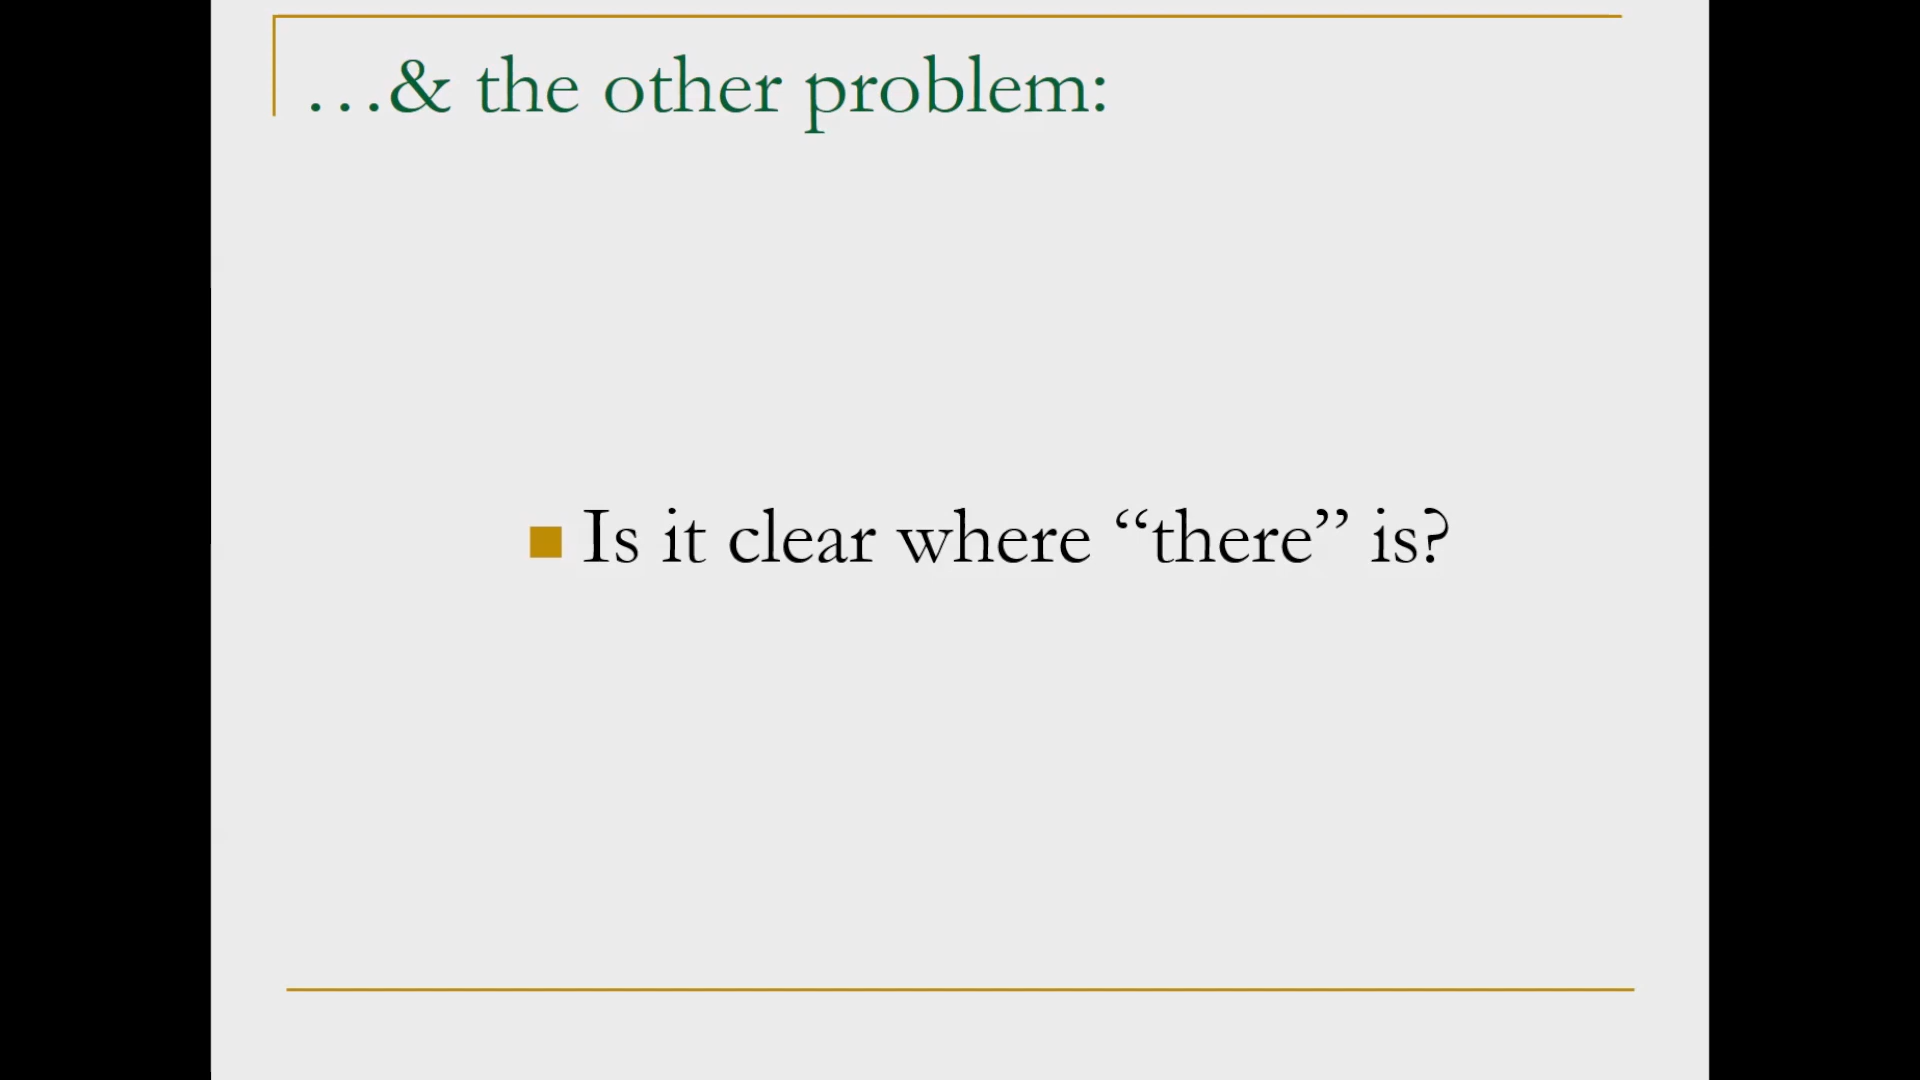 …& the other problem:
Is it clear where “there” is?